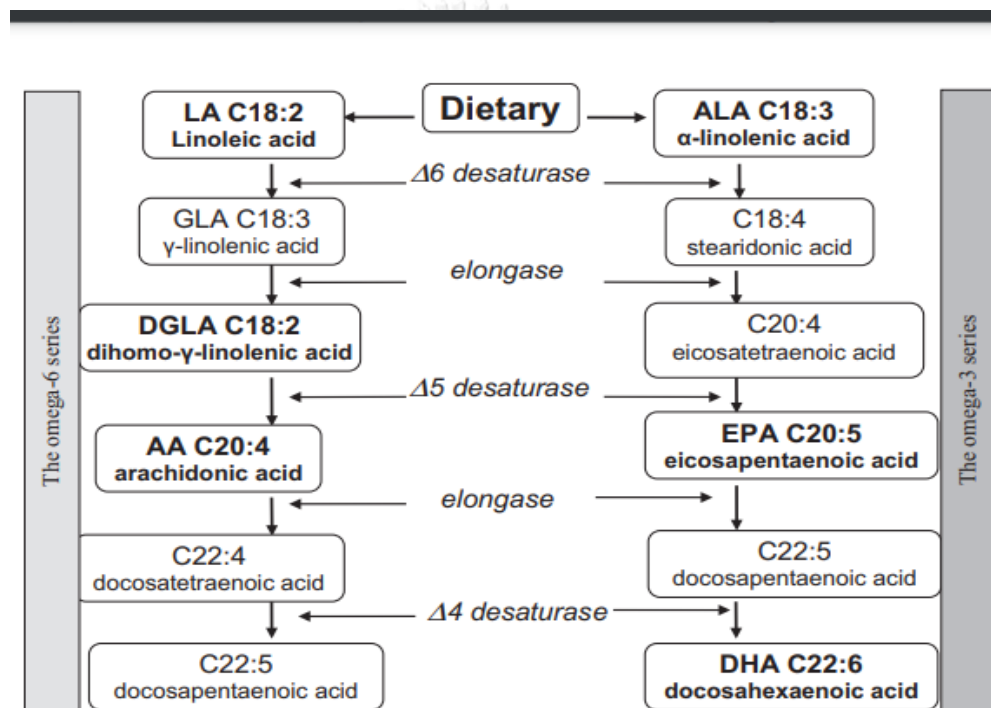 Dietary
LA C18:2
Linoleic acid
ALA C18:3
α-linolenic acid
Δ6 desaturase
GLA C18:3
γ-linolenic acid
C18:4
stearidonic acid
elongase
DGLA C18:2
dihomo-γ-linolenic acid
C20:4
eicosatetraenoic acid
Δ5 desaturase
AA C20:4
arachidonic acid
EPA C20:5
eicosapentaenoic acid
elongase
C22:4
docosatetraenoic acid
C22:5
docosapentaenoic acid
Δ4 desaturase
C22:5
docosapentaenoic acid
DHA C22:6
docosahexaenoic acid
The omega-6 series
The omega-3 series